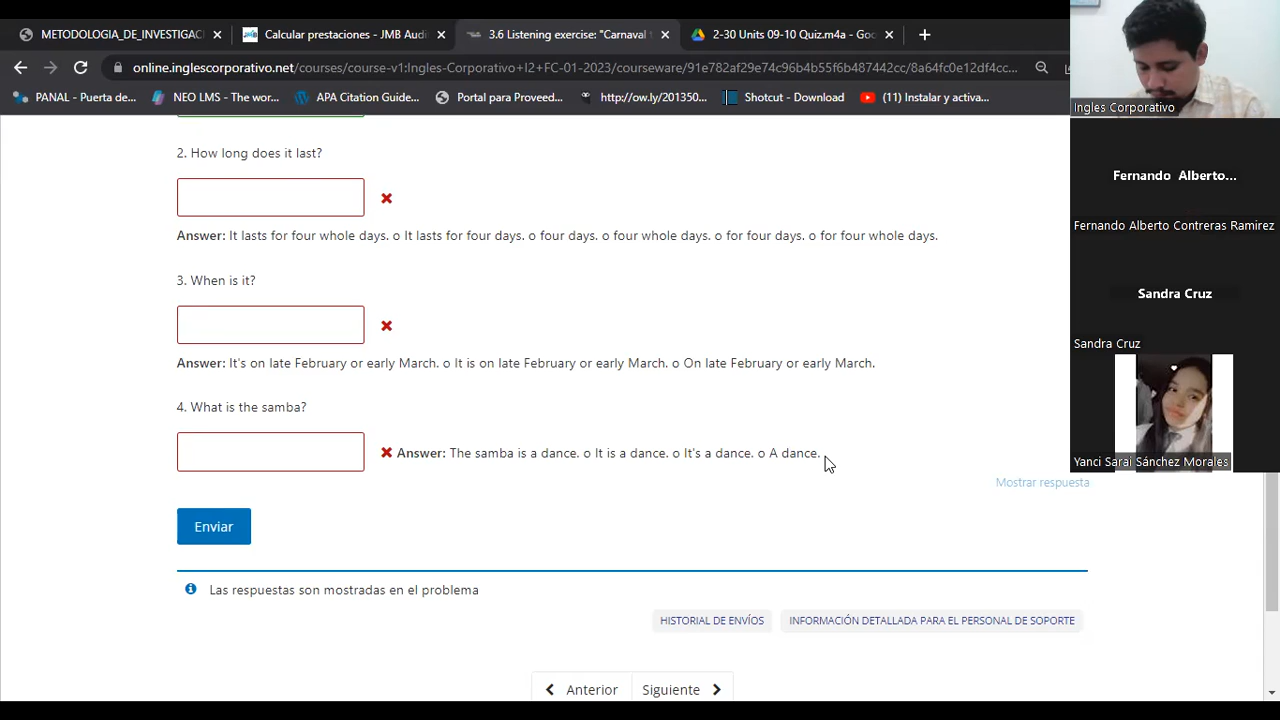 METODOLOGIA_DE_INVESTIGAC
Calcular prestaciones - JMB Audi
3.6 Listening exercise: "Carnaval
2-30 Units 09-10 Quiz.m4a - Goo
online.inglescorporativo.net/courses/course-v1:Ingles-Corporativo+I2+FC-01-2023/courseware/91e782af29e74c96b4b55f6b487442cc/8a64fc0e12df4cc...
PANAL - Puerta de...
NEO LMS - The wor...
APA Citation Guide...
Portal para Proveed...
http://ow.ly/201350...
Shotcut - Download
(11) Instalar y activa...
2. How long does it last?
Answer: It lasts for four whole days. o It lasts for four days. o four days. o four whole days. o for four days. o for four whole days.
3. When is it?
Answer: It's on late February or early March. o It is on late February or early March. o On late February or early March.
4. What is the samba?
Answer: The samba is a dance. o It is a dance. o It's a dance. o A dance.
Mostrar respuesta
Enviar
Las respuestas son mostradas en el problema
HISTORIAL DE ENVÍOS
INFORMACIÓN DETALLADA PARA EL PERSONAL DE SOPORTE
Anterior
Siguiente
Ingles Corporativo
Fernando Alberto...
Fernando Alberto Contreras Ramirez
Sandra Cruz
Sandra Cruz
Yanci Sarai Sánchez Morales